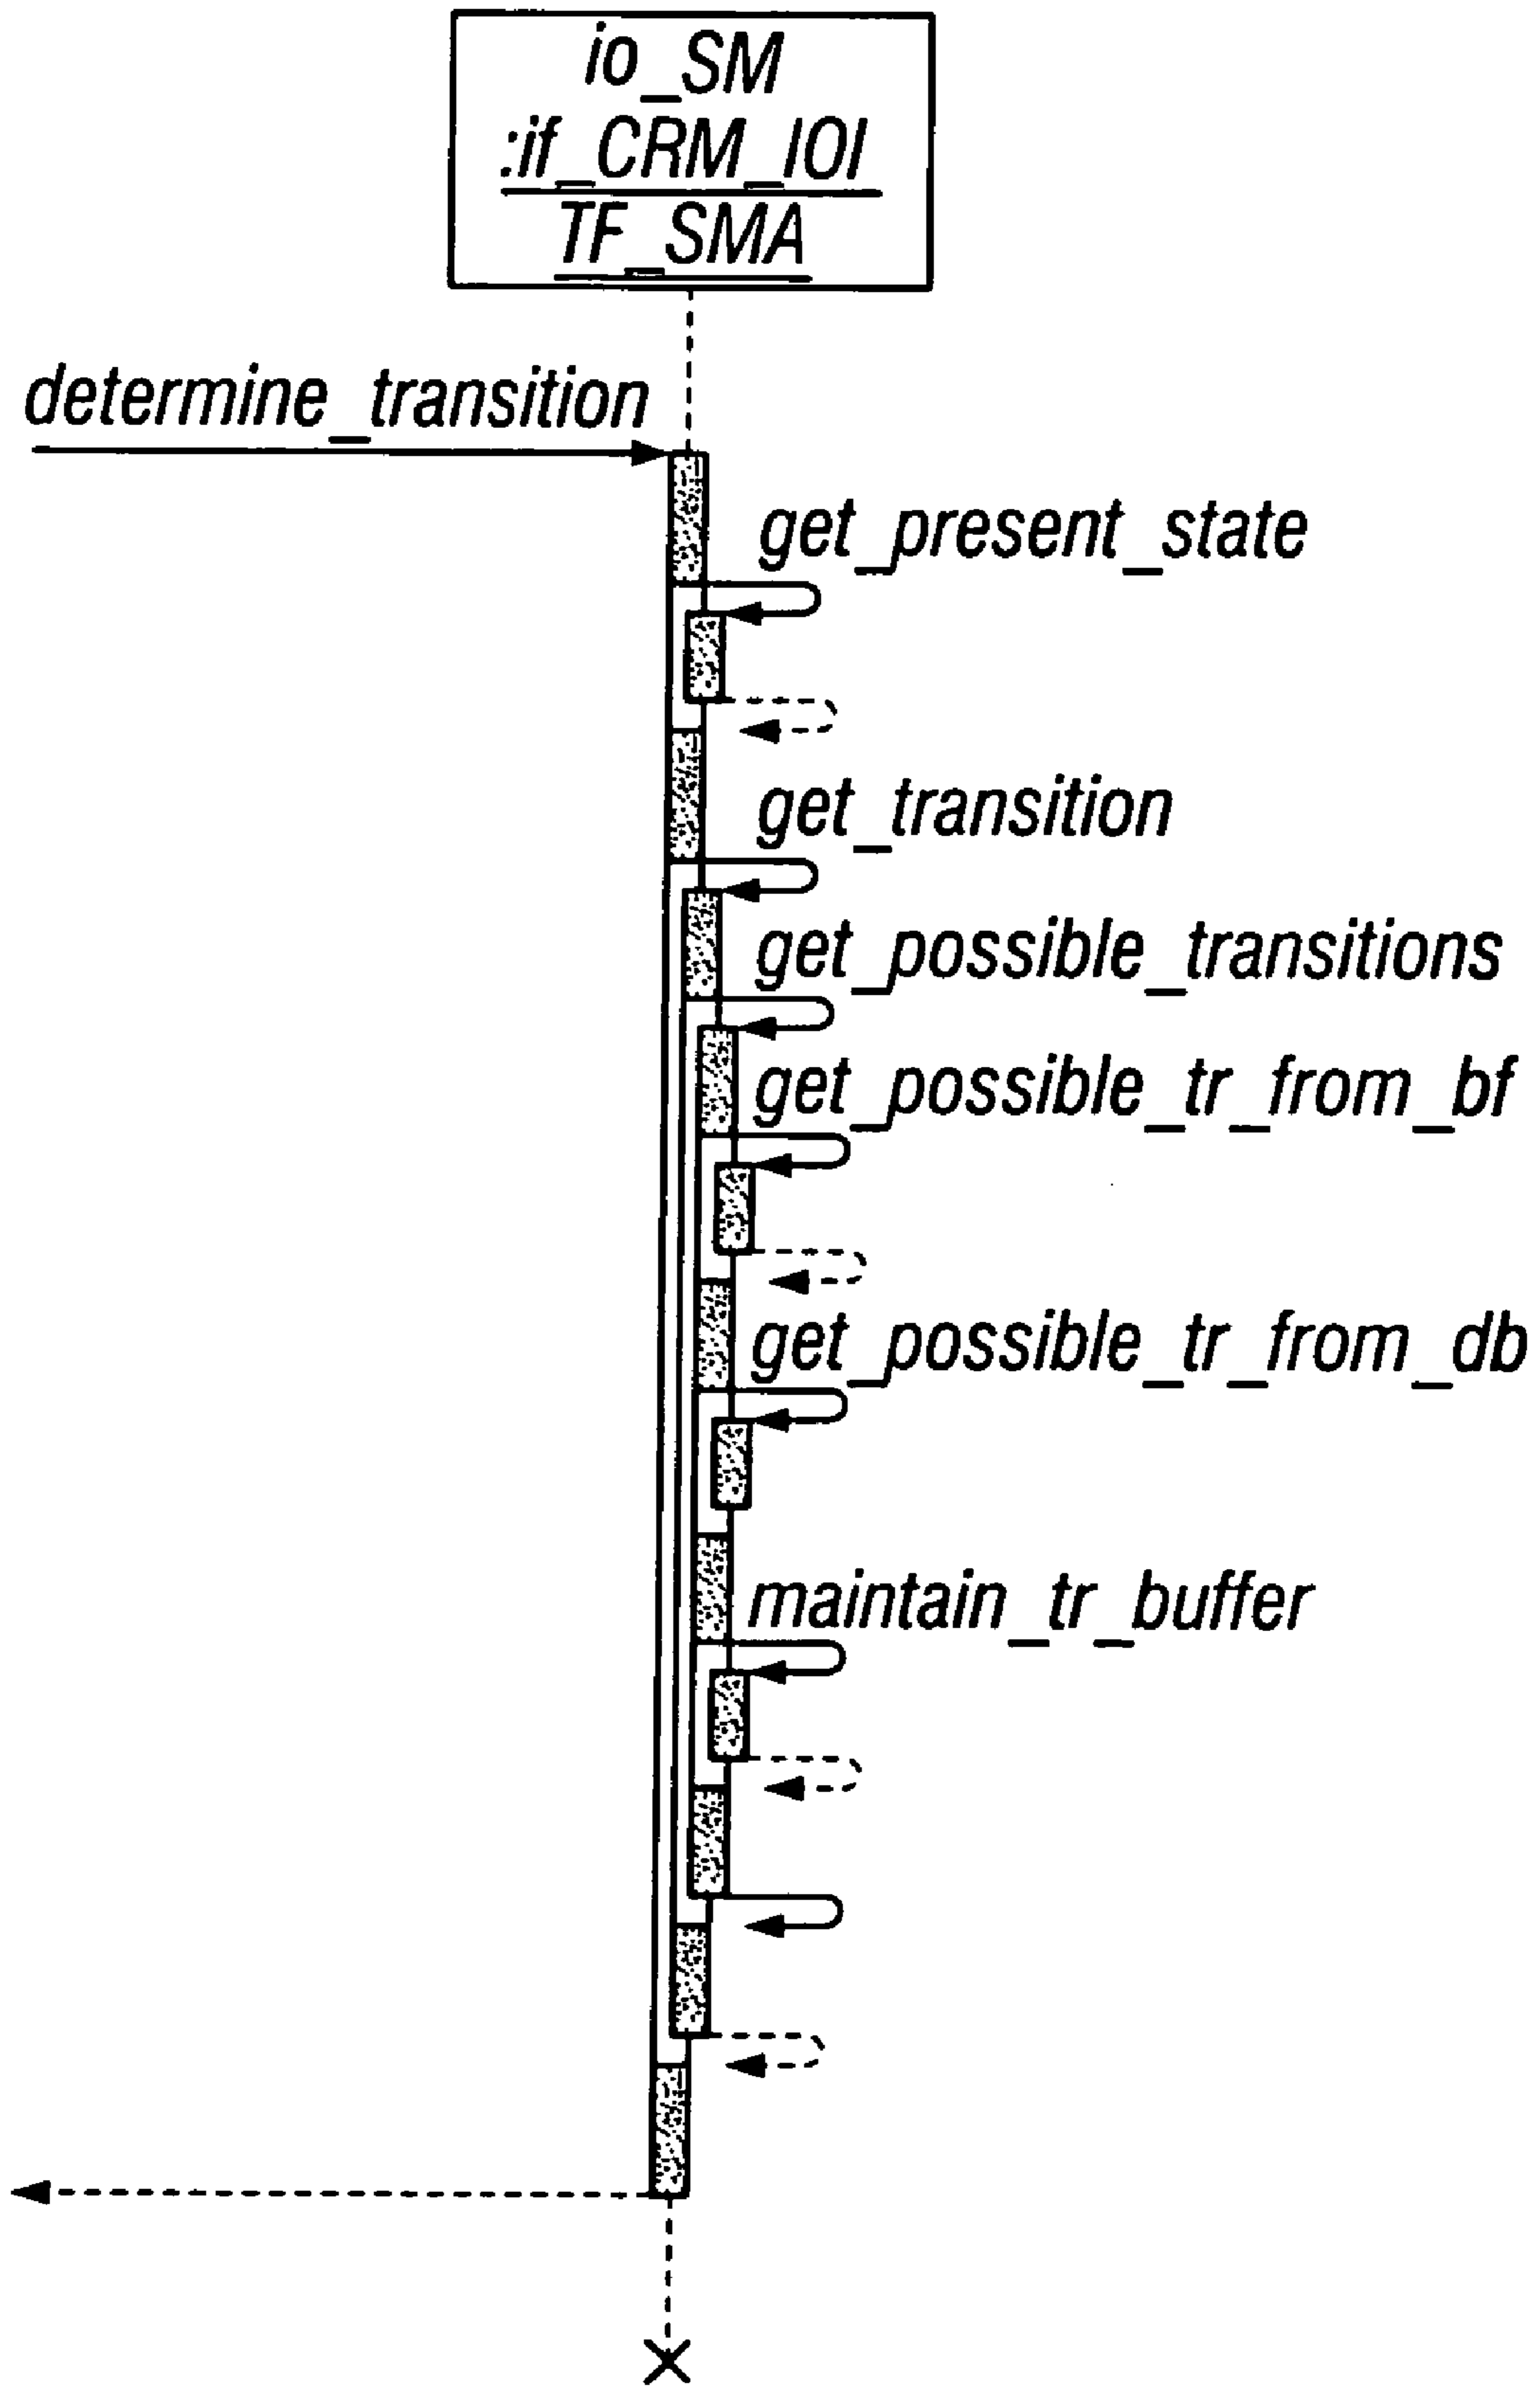 io_SM
:if_CRM_IOI
TF_SMA
determine_transition
get_present_state
get_transition
get_possible_transitions
get_possible_tr_from_bf
get_possible_tr_from_db
maintain_tr_buffer